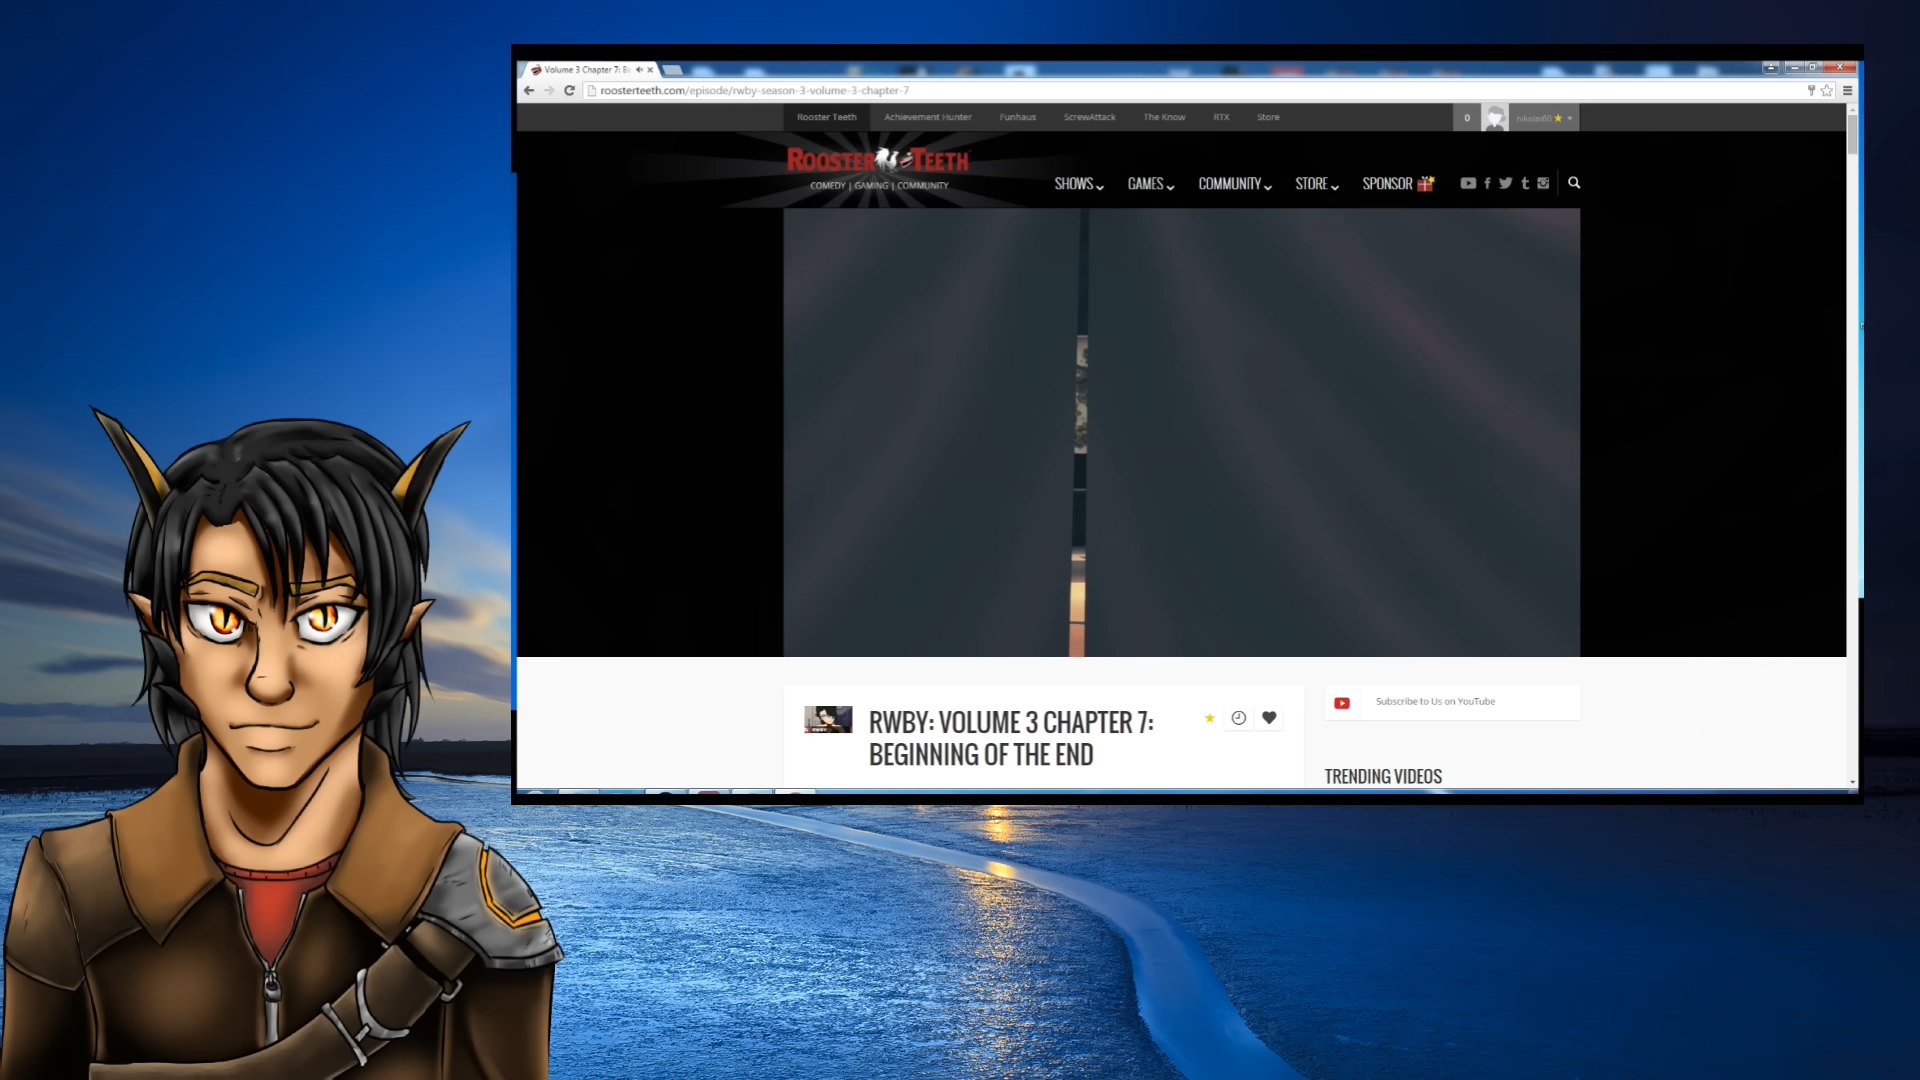 Volume 3 Chapter 7: Be
roosterteeth.com/episode/rwby-season-3-volume-3-chapter-7
Rooster Teeth Achievement Hunter Funhaus ScrewAttack The Know RTX Store 0 nikolai60
ROOSTER TEETH
COMEDY | GAMING | COMMUNITY
SHOWS GAMES COMMUNITY STORE SPONSOR
RWBY: VOLUME 3 CHAPTER 7:
BEGINNING OF THE END
Subscribe to Us on YouTube
TRENDING VIDEOS